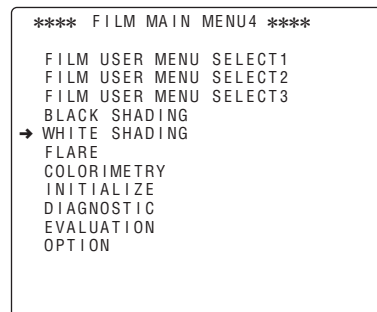 **** FILM MAIN MENU4 ****
FILM USER MENU SELECT1
FILM USER MENU SELECT2
FILM USER MENU SELECT3
BLACK SHADING
➜ WHITE SHADING
FLARE
COLORIMETRY
INITIALIZE
DIAGNOSTIC
EVALUATION
OPTION